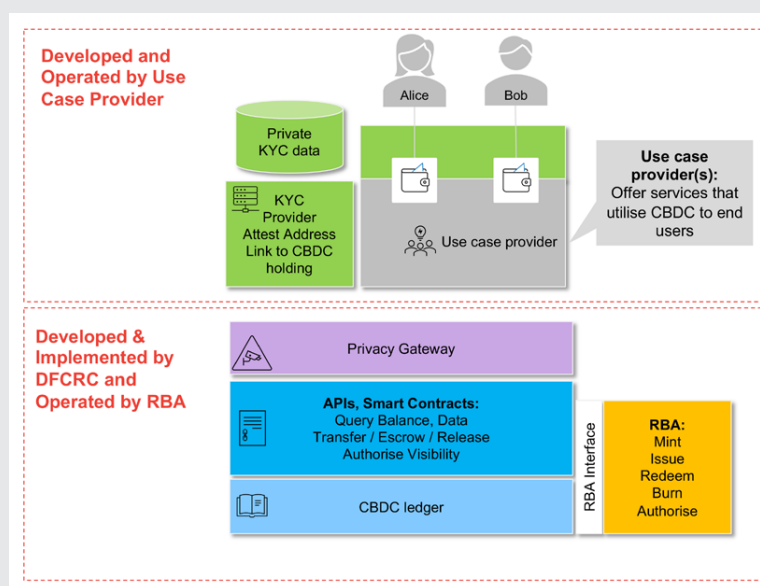 Developed and
Operated by Use
Case Provider
Alice
Bob
Private
KYC data
KYC
Provider
Attest Address
Link to CBDC
holding
Use case provider
Use case
provider(s):
Offer services that
utilise CBDC to end
users
Developed &
Implemented by
DFCRC and
Operated by RBA
Privacy Gateway
APIs, Smart Contracts:
Query Balance, Data
Transfer / Escrow / Release
Authorise Visibility
CBDC ledger
RBA Interface
RBA:
Mint
Issue
Redeem
Burn
Authorise